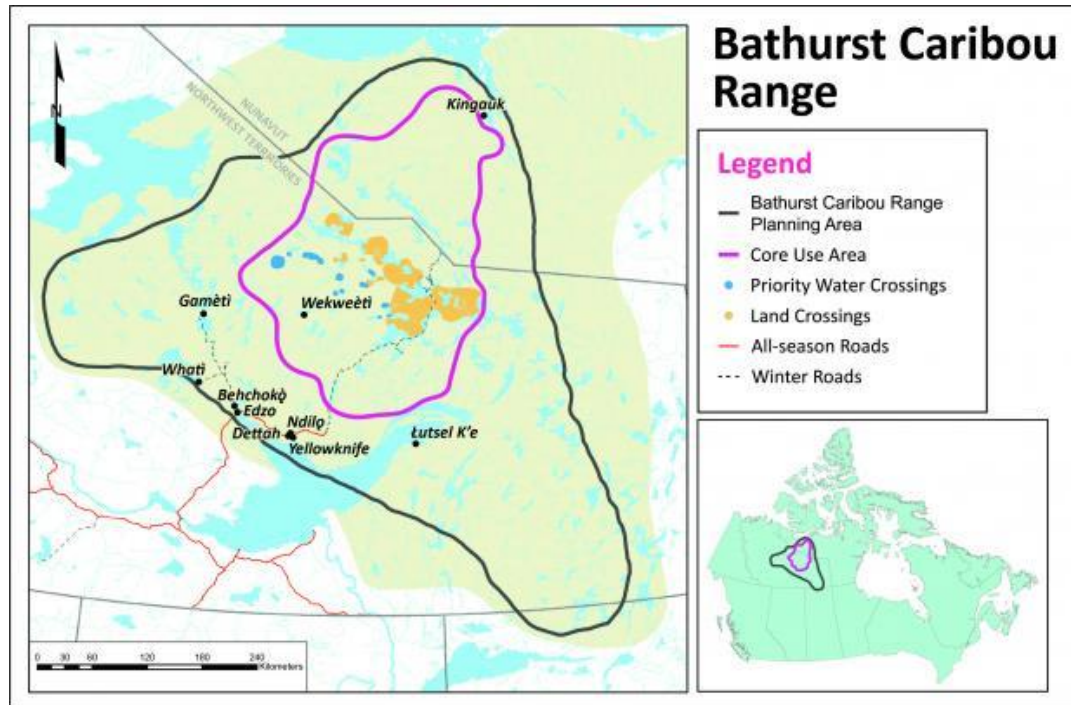 Bathurst Caribou
Range
N
NUNAVUT
NORTHWEST TERRITORIES
Kingaŭk
Gamètì
Wekweètì
Whatì
Behchokǫ̀
Edzo
Ndilǫ
Dettah
Yellowknife
Łutsel K'e
0 30 60 120 180 240
Kilometers
Legend
Bathurst Caribou Range
Planning Area
Core Use Area
Priority Water Crossings
Land Crossings
All-season Roads
Winter Roads